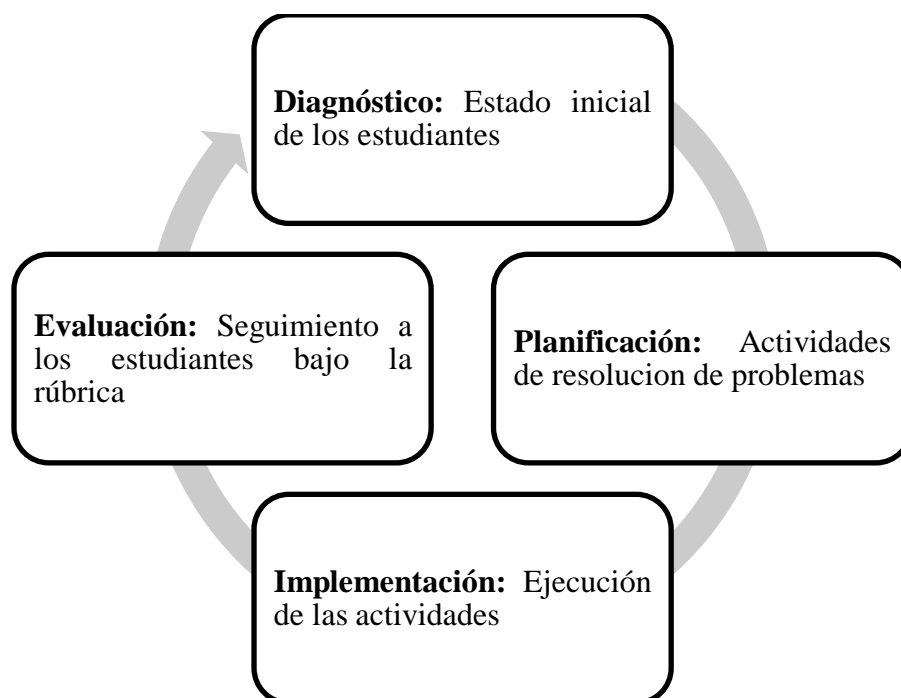 Diagnóstico: Estado inicial
de los estudiantes
Planificación: Actividades
de resolucion de problemas
Implementación: Ejecución
de las actividades
Evaluación: Seguimiento a
los estudiantes bajo la
rúbrica